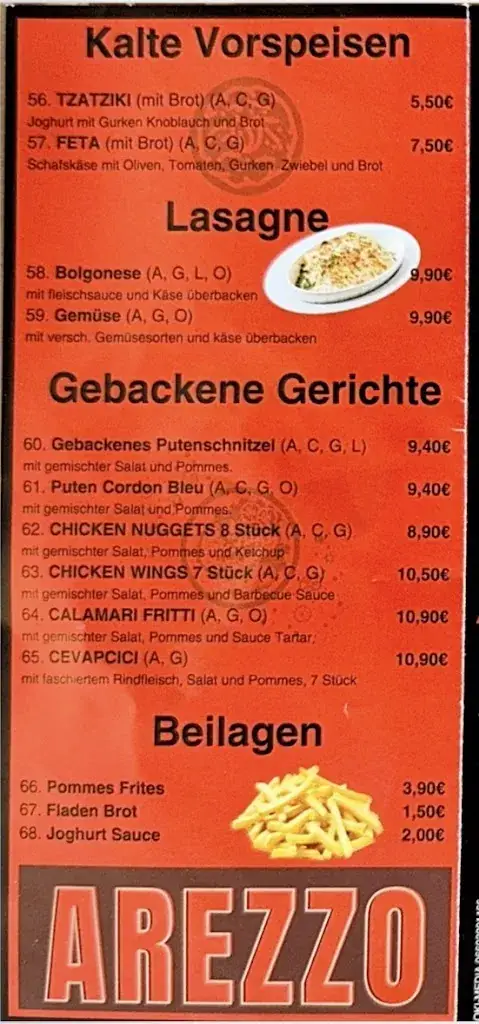 Kalte Vorspeisen
56. TZATZIKI (mit Brot) (A, C, G) 5,50€
Joghurt mit Gurken Knoblauch und Brot
57. FETA (mit Brot) (A, C, G) 7,50€
Schafskäse mit Oliven, Tomaten, Gurken Zwiebel und Brot
Lasagne
58. Bolgonese (A, G, L, O) 9,90€
mit fleischsauce und Käse überbacken
59. Gemüse (A, G, O) 9,90€
mit versch. Gemüsesorten und käse überbacken
Gebackene Gerichte
60. Gebackenes Putenschnitzel (A, C, G, L) 9,40€
mit gemischter Salat und Pommes.
61. Puten Cordon Bleu (A, C, G, O) 9,40€
mit gemischter Salat und Pommes.
62. CHICKEN NUGGETS 8 Stück (A, C, G) 8,90€
mit gemischter Salat, Pommes und Ketchup
63. CHICKEN WINGS 7 Stück (A, C, G) 10,50€
mit gemischter Salat, Pommes und Barbecue Sauce
64. CALAMARI FRITTI (A, G, O) 10,90€
mit gemischter Salat, Pommes und Sauce Tartar,
65. CEVAPCICI (A, G) 10,90€
mit faschiertem Rindfleisch, Salat und Pommes, 7 Stück
Beilagen
66. Pommes Frites 3,90€
67. Fladen Brot 1,50€
68. Joghurt Sauce 2,00€
AREZZO